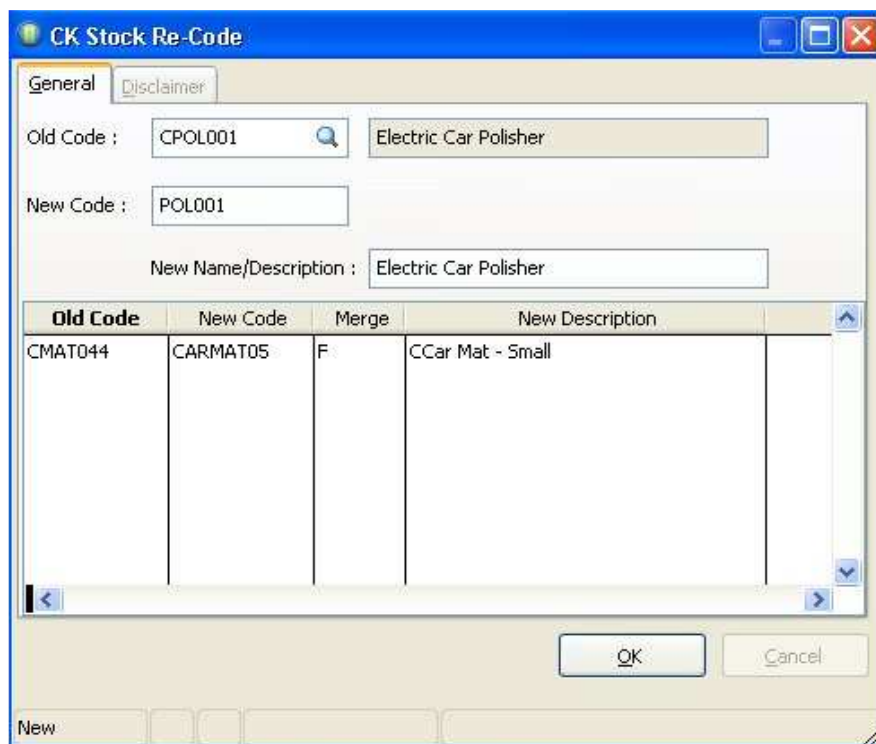 CK Stock Re-Code
General Disclaimer
Old Code : CPOL001 Electric Car Polisher
New Code : POL001
New Name/Description : Electric Car Polisher
Old Code New Code Merge New Description
CMAT044 CARMAT05 F CCar Mat - Small
OK Cancel
New